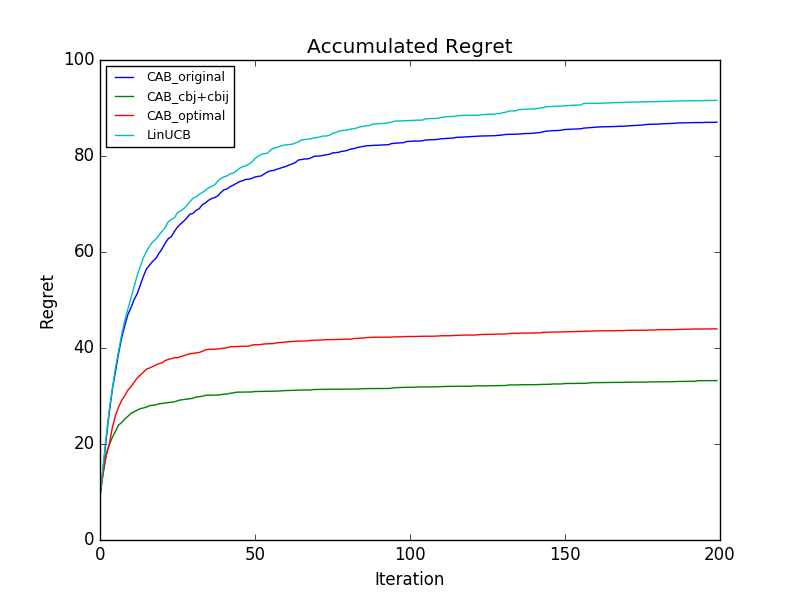 Accumulated Regret
CAB_original
CAB_cbj+cbij
CAB_optimal
LinUCB
Regret
100
80
60
40
20
0
0 50 100 150 200
Iteration